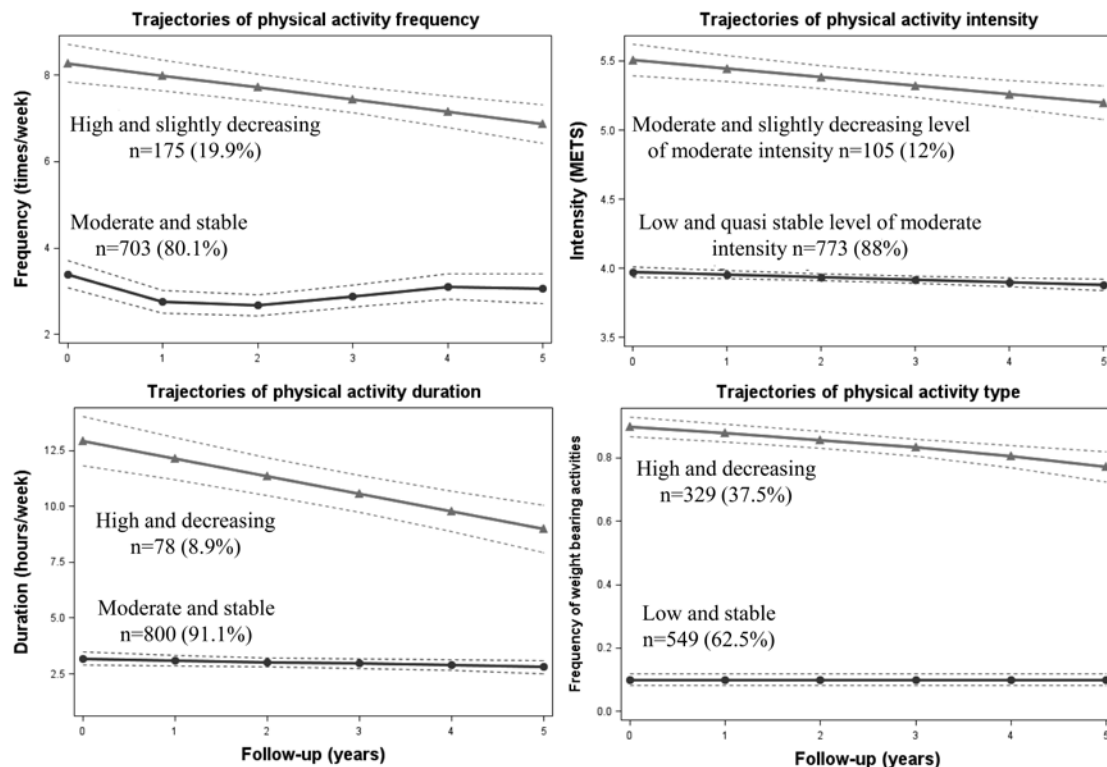 Trajectories of physical activity frequency
Frequency (times/week)
8
6
4
2
High and slightly decreasing
n=175 (19.9%)
Moderate and stable
n=703 (80.1%)
0 1 2 3 4 5
Trajectories of physical activity intensity
Intensity (METS)
5.5
5.0
4.5
4.0
3.5
Moderate and slightly decreasing level
of moderate intensity n=105 (12%)
Low and quasi stable level of moderate
intensity n=773 (88%)
0 1 2 3 4 5
Trajectories of physical activity duration
Duration (hours/week)
12.5
10.0
7.5
5.0
2.5
High and decreasing
n=78 (8.9%)
Moderate and stable
n=800 (91.1%)
0 1 2 3 4 5
Follow-up (years)
Trajectories of physical activity type
Frequency of weight bearing activities
0.8
0.6
0.4
0.2
0.0
High and decreasing
n=329 (37.5%)
Low and stable
n=549 (62.5%)
0 1 2 3 4 5
Follow-up (years)